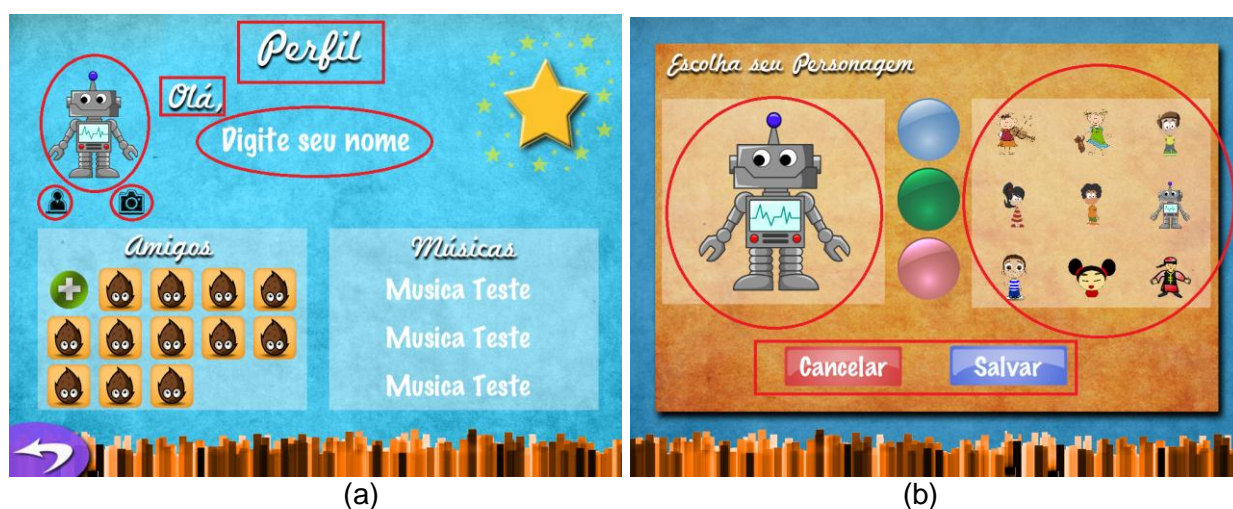 Perfil
Olá,
Digite seu nome
Amigos
Músicas
Musica Teste
Musica Teste
Musica Teste
(a)
Escolha seu Personagem
Cancelar
Salvar
(b)